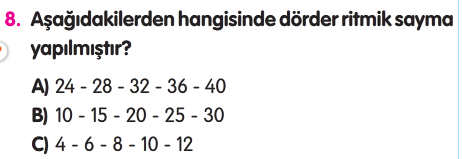 8. Aşağıdakilerden hangisinde dörder ritmik sayma
yapılmıştır?
A) 24 - 28 - 32 - 36 - 40
B) 10 - 15 - 20 - 25 - 30
C) 4 - 6 - 8 - 10 - 12